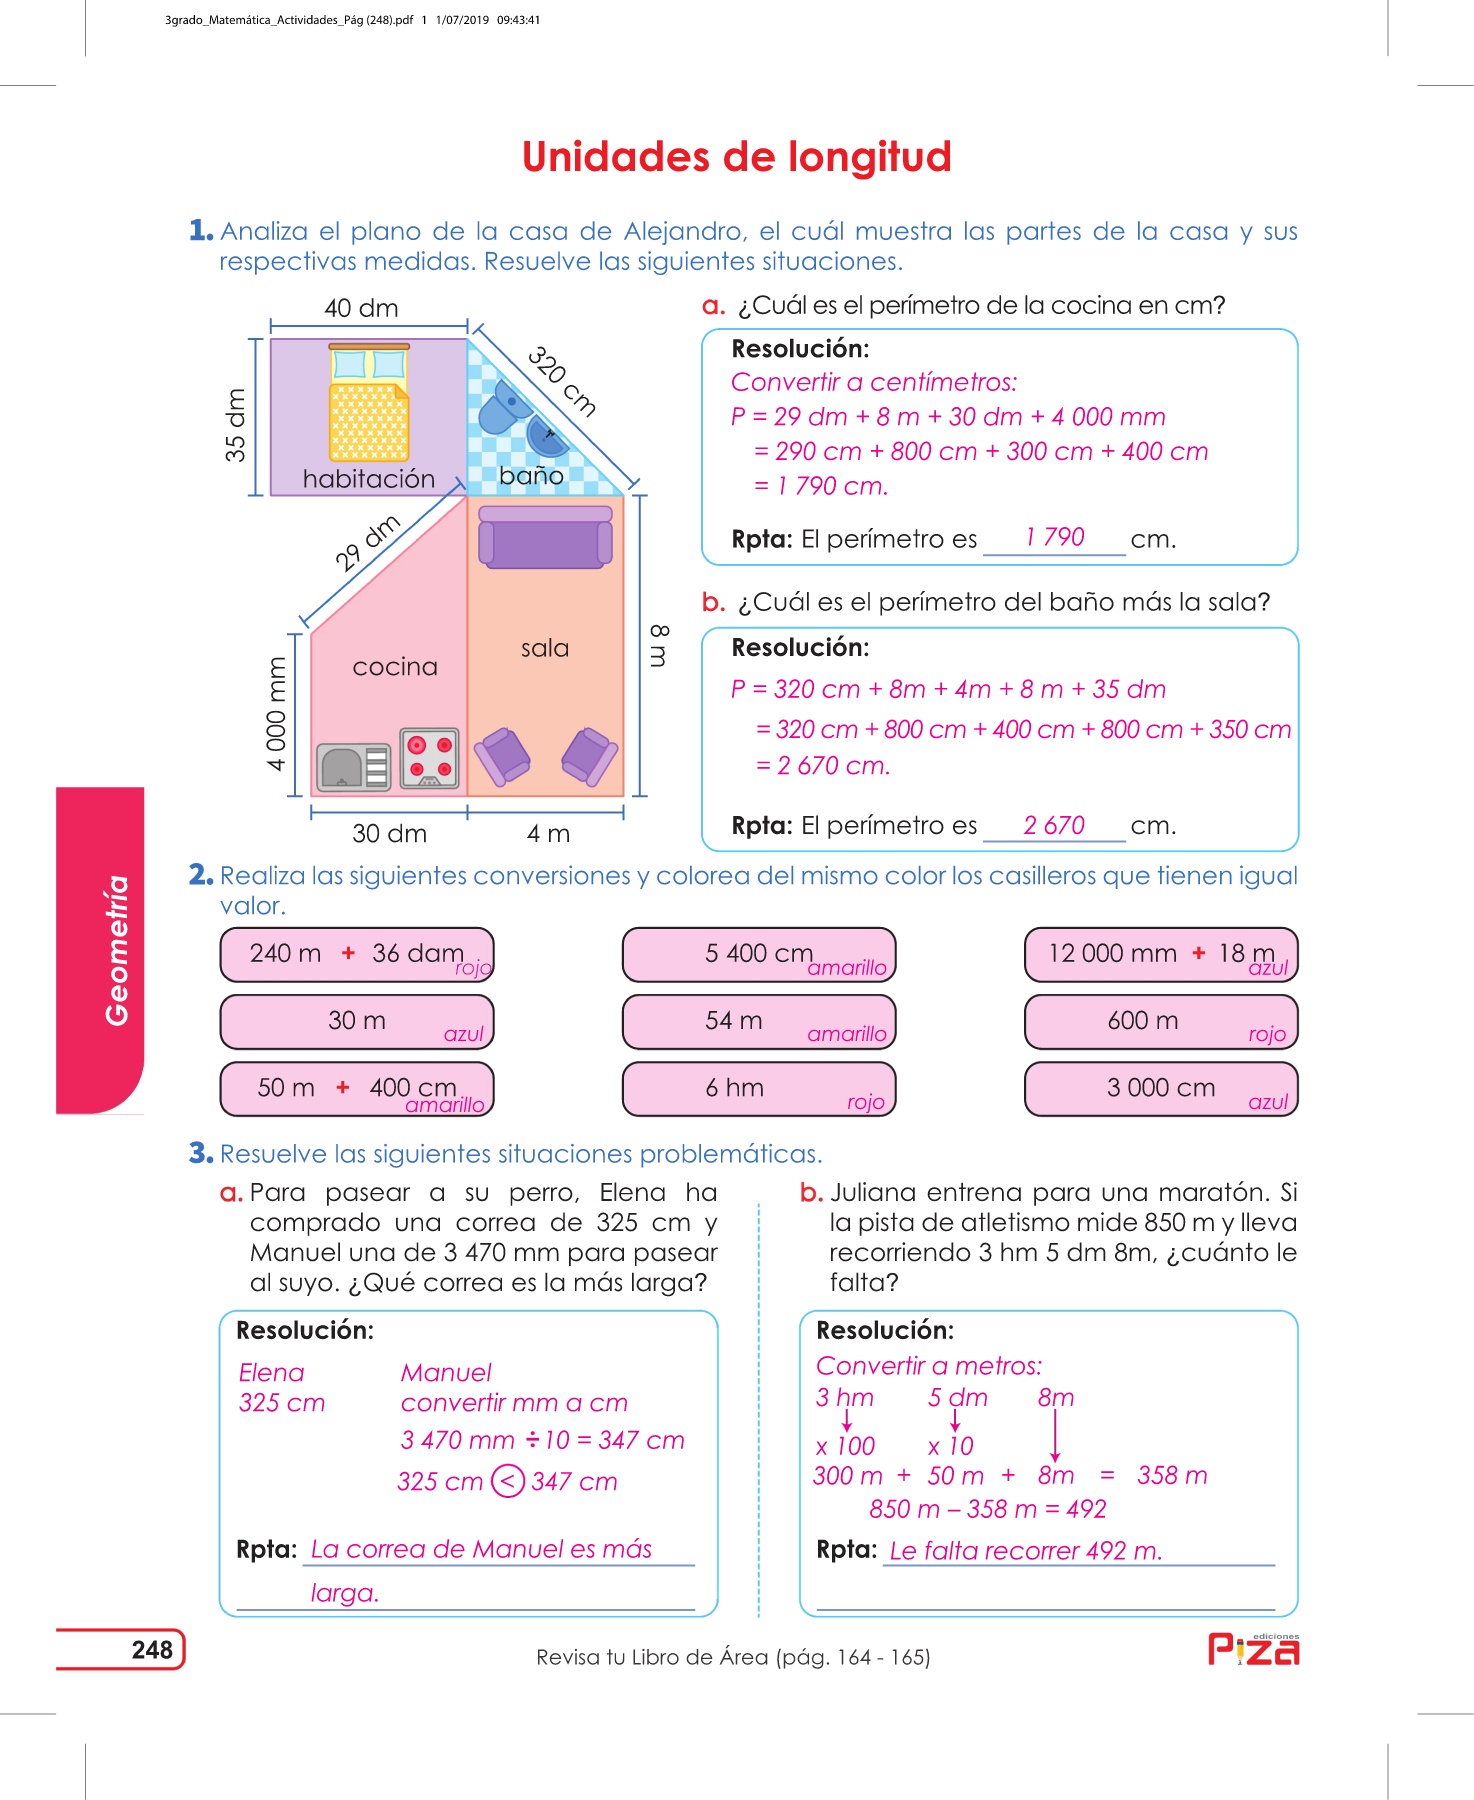 3grado_Matemática_Actividades_Pág (248).pdf 1 1/07/2019 09:43:41
Unidades de longitud
1. Analiza el plano de la casa de Alejandro, el cuál muestra las partes de la casa y sus
respectivas medidas. Resuelve las siguientes situaciones.
40 dm
320 cm
35 dm
habitación
baño
29 dm
8 m
sala
cocina
4 000 mm
30 dm
4 m
a. ¿Cuál es el perímetro de la cocina en cm?
Resolución:
Convertir a centímetros:
P = 29 dm + 8 m + 30 dm + 4 000 mm
= 290 cm + 800 cm + 300 cm + 400 cm
= 1 790 cm.
Rpta: El perímetro es 1 790 cm.
b. ¿Cuál es el perímetro del baño más la sala?
Resolución:
P = 320 cm + 8m + 4m + 8 m + 35 dm
= 320 cm + 800 cm + 400 cm + 800 cm + 350 cm
= 2 670 cm.
Rpta: El perímetro es 2 670 cm.
Geometría
2. Realiza las siguientes conversiones y colorea del mismo color los casilleros que tienen igual
valor.
240 m + 36 dam rojo
5 400 cm amarillo
12 000 mm + 18 m azul
30 m azul
54 m amarillo
600 m rojo
50 m + 400 cm amarillo
6 hm rojo
3 000 cm azul
3. Resuelve las siguientes situaciones problemáticas.
a. Para pasear a su perro, Elena ha
comprado una correa de 325 cm y
Manuel una de 3 470 mm para pasear
al suyo. ¿Qué correa es la más larga?
Resolución:
Elena Manuel
325 cm convertir mm a cm
3 470 mm ÷ 10 = 347 cm
325 cm < 347 cm
Rpta: La correa de Manuel es más
larga.
b. Juliana entrena para una maratón. Si
la pista de atletismo mide 850 m y lleva
recorriendo 3 hm 5 dm 8m, ¿cuánto le
falta?
Resolución:
Convertir a metros:
3 hm 5 dm 8m
x 100 x 10
300 m + 50 m + 8m = 358 m
850 m – 358 m = 492
Rpta: Le falta recorrer 492 m.
248
Revisa tu Libro de Área (pág. 164 - 165)
ediciones
Piza